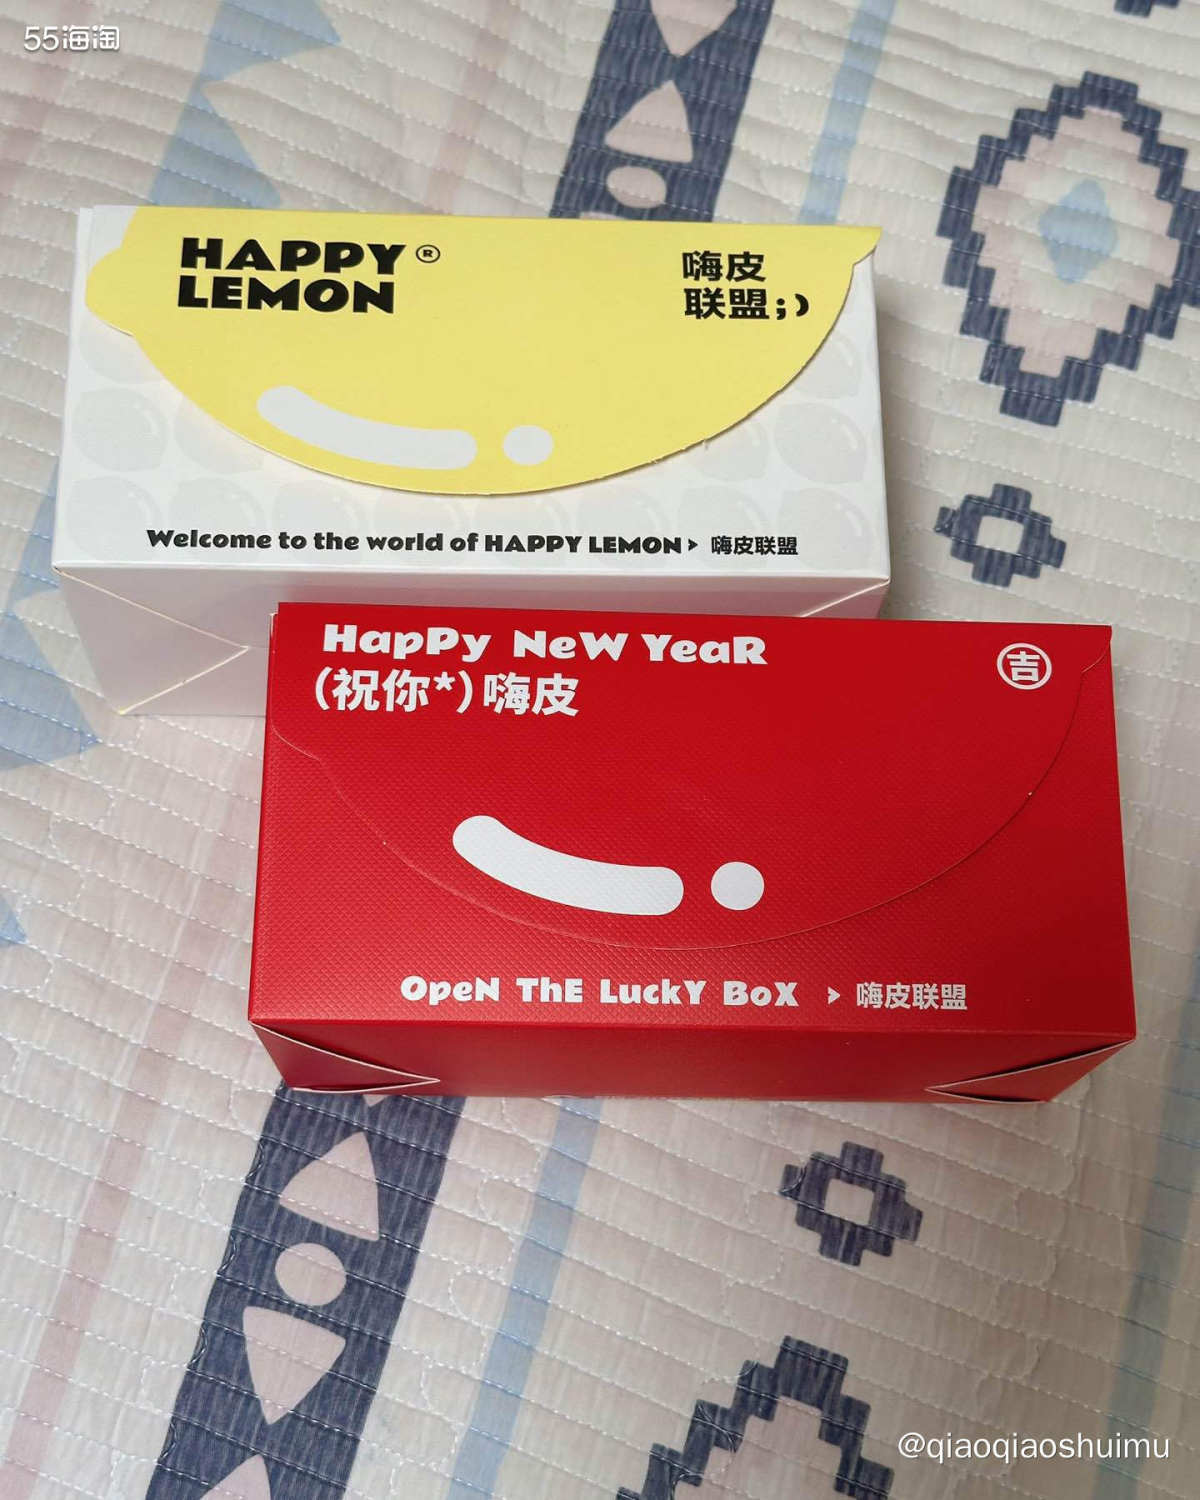 55海淘
HAPPY ®
LEMON
嗨皮
联盟;)
Welcome to the world of HAPPY LEMON > 嗨皮联盟
HapPy NeW YeaR
(祝你*)嗨皮
吉
OpeN ThE LuckY BoX > 嗨皮联盟
@qiaoqiaoshuimu